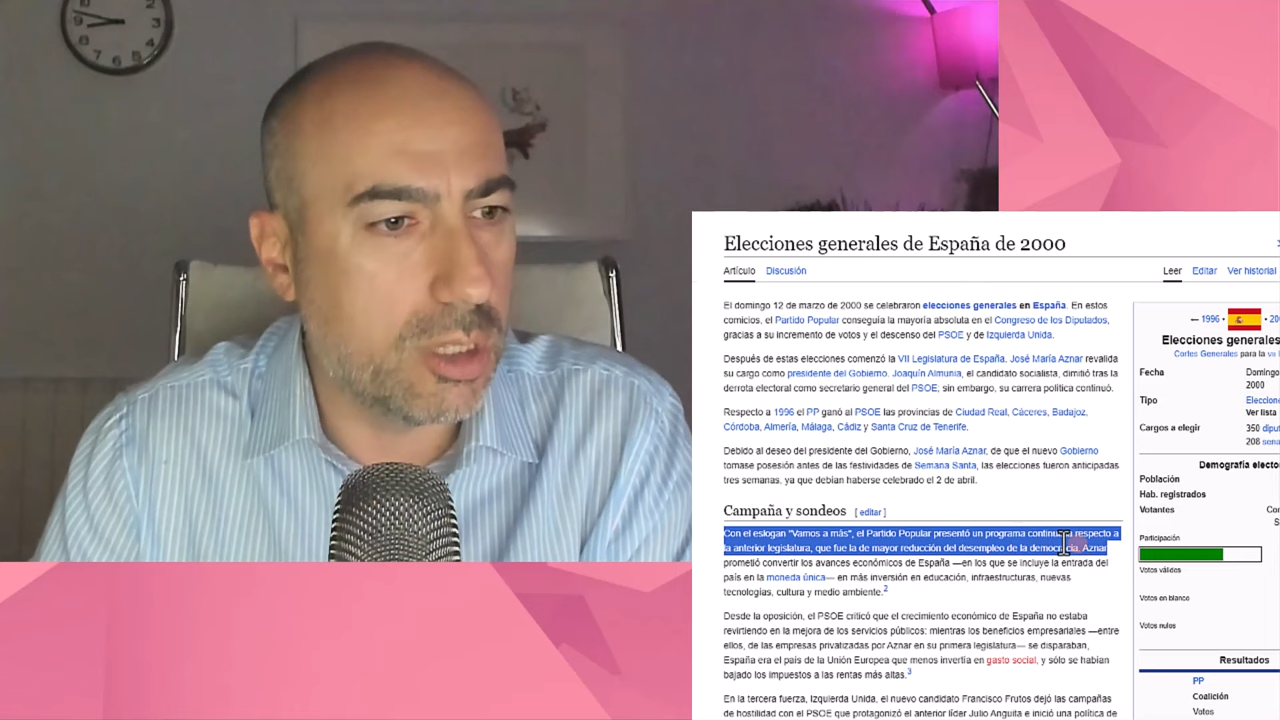 9
8
7
6
5
4
Elecciones generales de España de 2000
Artículo Discusión Leer Editar Ver historial
El domingo 12 de marzo de 2000 se celebraron elecciones generales en España. En estos
comicios, el Partido Popular conseguía la mayoría absoluta en el Congreso de los Diputados,
gracias a su incremento de votos y el descenso del PSOE y de Izquierda Unida.
Después de estas elecciones comenzó la VII Legislatura de España. José María Aznar revalida
su cargo como presidente del Gobierno. Joaquín Almunia, el candidato socialista, dimitió tras la
derrota electoral como secretario general del PSOE; sin embargo, su carrera política continuó.
Respecto a 1996 el PP ganó al PSOE las provincias de Ciudad Real, Cáceres, Badajoz,
Córdoba, Almería, Málaga, Cádiz y Santa Cruz de Tenerife.
Debido al deseo del presidente del Gobierno, José María Aznar, de que el nuevo Gobierno
tomase posesión antes de las festividades de Semana Santa, las elecciones fueron anticipadas
tres semanas, ya que debían haberse celebrado el 2 de abril.
Campaña y sondeos [ editar ]
Con el eslogan "Vamos a más", el Partido Popular presentó un programa respecto a
la anterior legislatura, que fue la de mayor reducción del desempleo de la democracia. Aznar
prometió convertir los avances económicos de España —en los que se incluye la entrada del
país en la moneda única— en más inversión en educación, infraestructuras, nuevas
tecnologías, cultura y medio ambiente.2
Desde la oposición, el PSOE criticó que el crecimiento económico de España no estaba
revirtiendo en la mejora de los servicios públicos: mientras los beneficios empresariales —entre
ellos, de las empresas privatizadas por Aznar en su primera legislatura— se disparaban,
España era el país de la Unión Europea que menos invertía en gasto social, y sólo se habían
bajado los impuestos a las rentas más altas.3
En la tercera fuerza, Izquierda Unida, el nuevo candidato Francisco Frutos dejó las campañas
de hostilidad con el PSOE que protagonizó el anterior líder Julio Anguita e inició una política de
← 1996 • • 20
Elecciones generales
Cortes Generales para la
Fecha Domingo
2000
Tipo Eleccion
Ver lista
Cargos a elegir 350 diput
208 sena
Demografía electo
Población
Hab. registrados
Votantes Con
S
Participación
Votos válidos
Votos en blanco
Votos nulos
Resultados
PP
Coalición
Votos